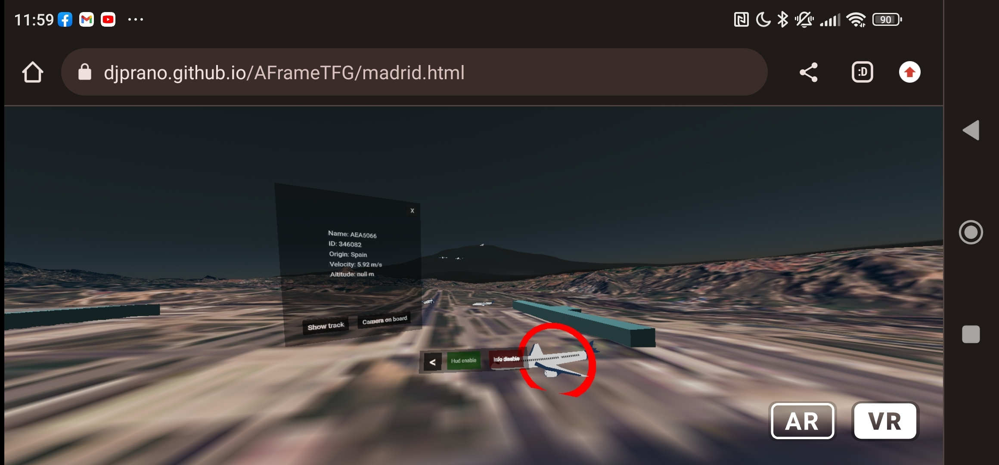 11:59
90
djprano.github.io/AFrameTFG/madrid.html
:D
X
Name: AEA5066
ID: 346082
Origin: Spain
Velocity: 5.92 m/s
Altitude: null m
Show track
Camera on board
<
Hud enable
Info disable
AR
VR